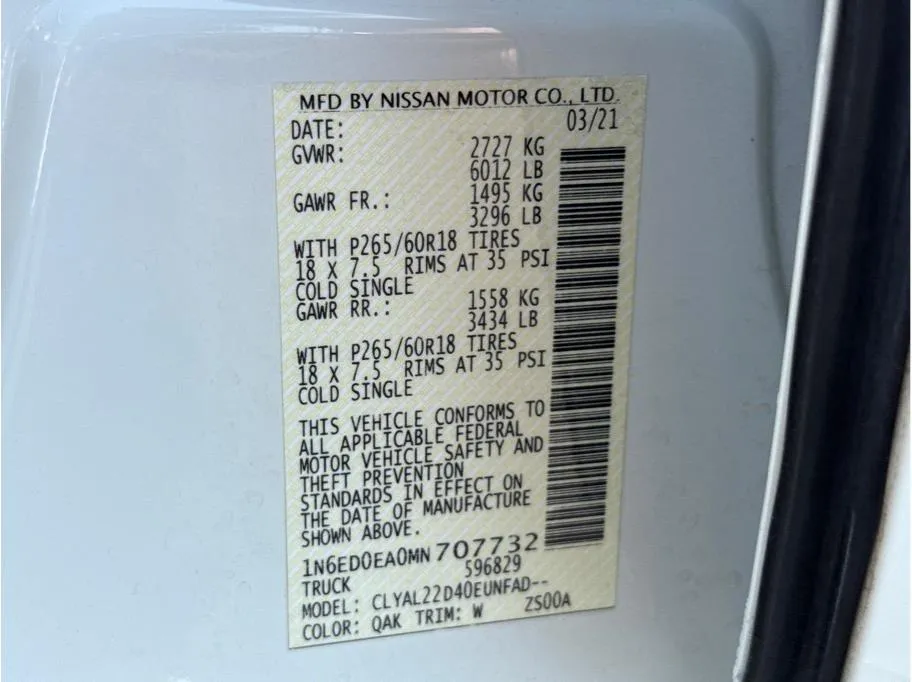 MFD BY NISSAN MOTOR CO., LTD.
DATE: 03/21
GVWR: 2727 KG
6012 LB
GAWR FR.: 1495 KG
3296 LB
WITH P265/60R18 TIRES
18 X 7.5 RIMS AT 35 PSI
COLD SINGLE
GAWR RR.: 1558 KG
3434 LB
WITH P265/60R18 TIRES
18 X 7.5 RIMS AT 35 PSI
COLD SINGLE
THIS VEHICLE CONFORMS TO
ALL APPLICABLE FEDERAL
MOTOR VEHICLE SAFETY AND
THEFT PREVENTION
STANDARDS IN EFFECT ON
THE DATE OF MANUFACTURE
SHOWN ABOVE.
1N6ED0EA0MN 707732
TRUCK 596829
MODEL: CLYAL22D40EUNFAD--
COLOR: QAK TRIM: W ZS00A